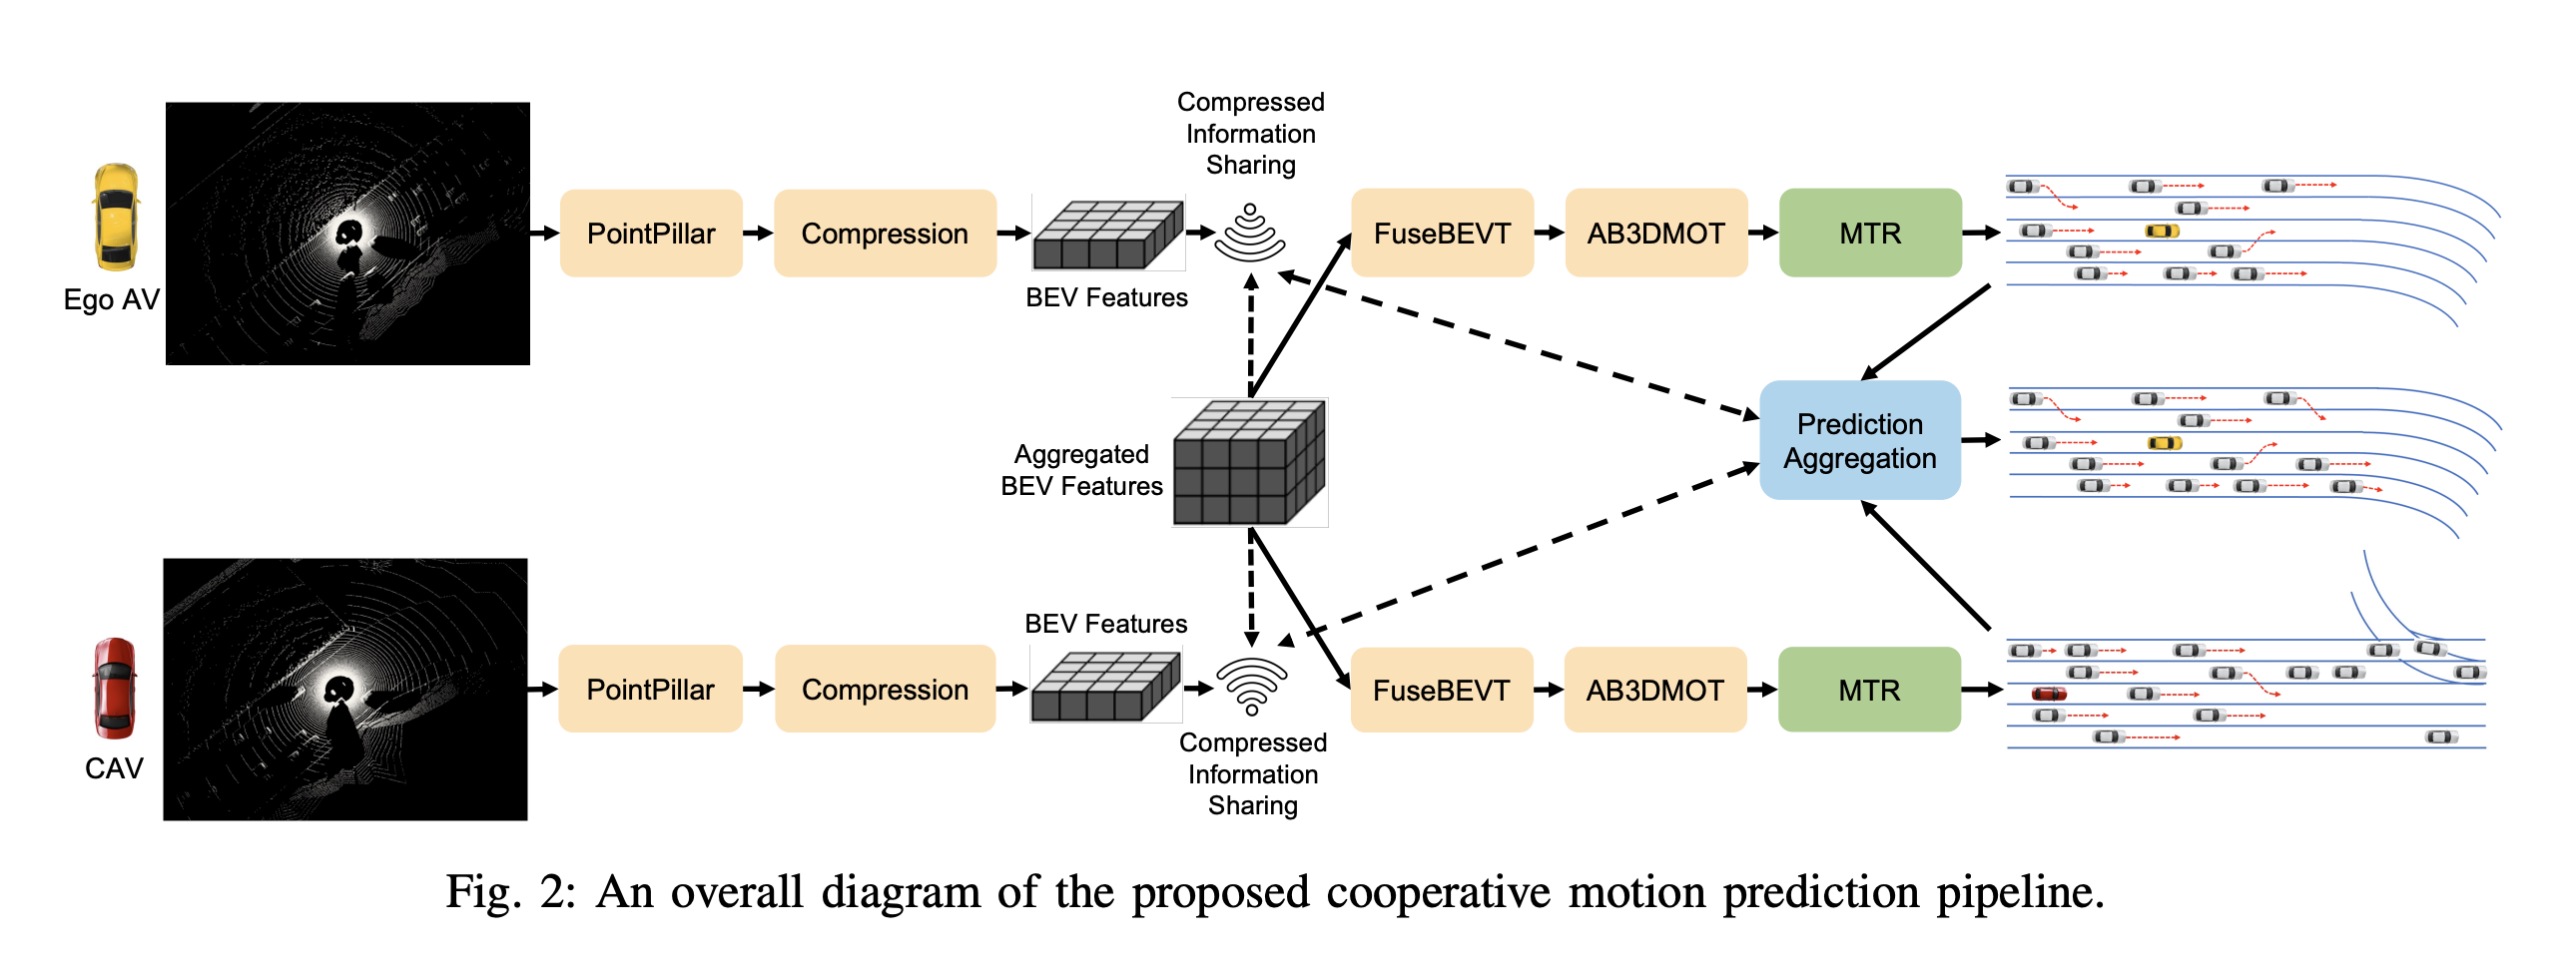 Ego AV
PointPillar
Compression
BEV Features
Compressed
Information
Sharing
FuseBEVT
AB3DMOT
MTR
Aggregated
BEV Features
Prediction
Aggregation
CAV
PointPillar
Compression
BEV Features
Compressed
Information
Sharing
FuseBEVT
AB3DMOT
MTR
Fig. 2: An overall diagram of the proposed cooperative motion prediction pipeline.